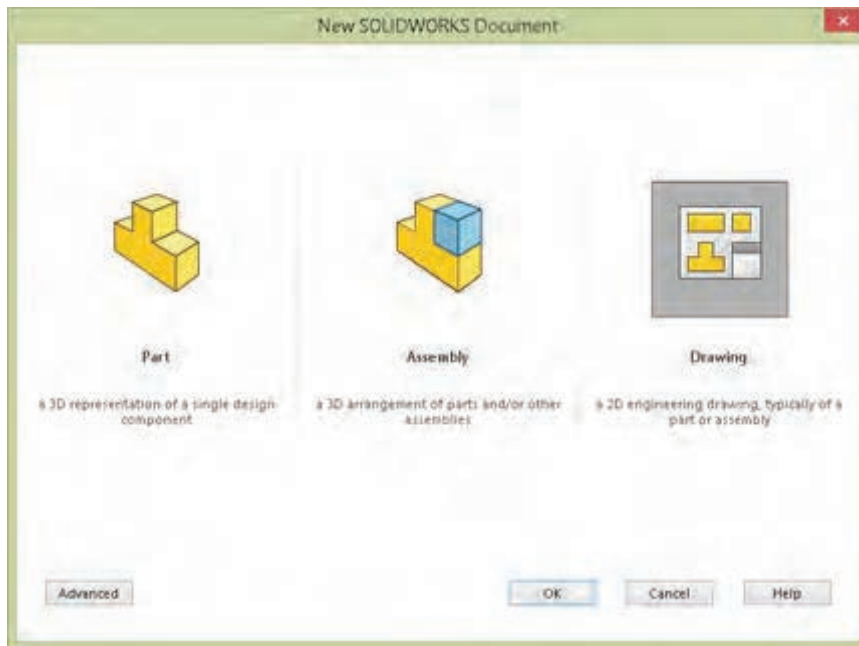 New SOLIDWORKS Document
Part
Assembly
Drawing
a 3D representation of a single design
component
a 3D arrangement of parts and/or other
assemblies
a 2D engineering drawing, typically of a
part or assembly
Advanced
OK
Cancel
Help